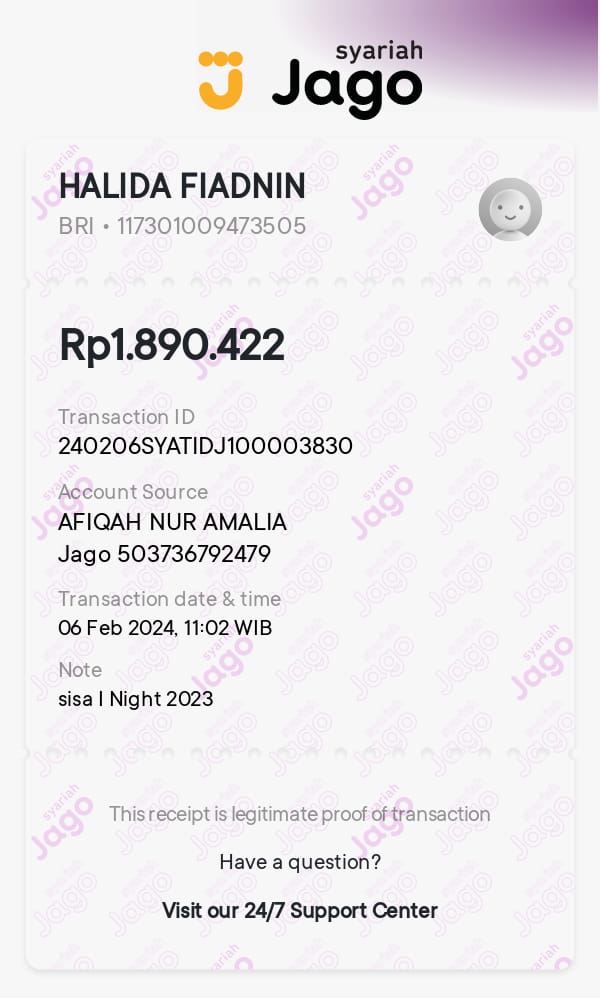 syariah
Jago
HALIDA FIADNIN
BRI • 117301009473505
Rp1.890.422
Transaction ID
240206SYATIDJ100003830
Account Source
AFIQAH NUR AMALIA
Jago 503736792479
Transaction date & time
06 Feb 2024, 11:02 WIB
Note
sisa I Night 2023
This receipt is legitimate proof of transaction
Have a question?
Visit our 24/7 Support Center